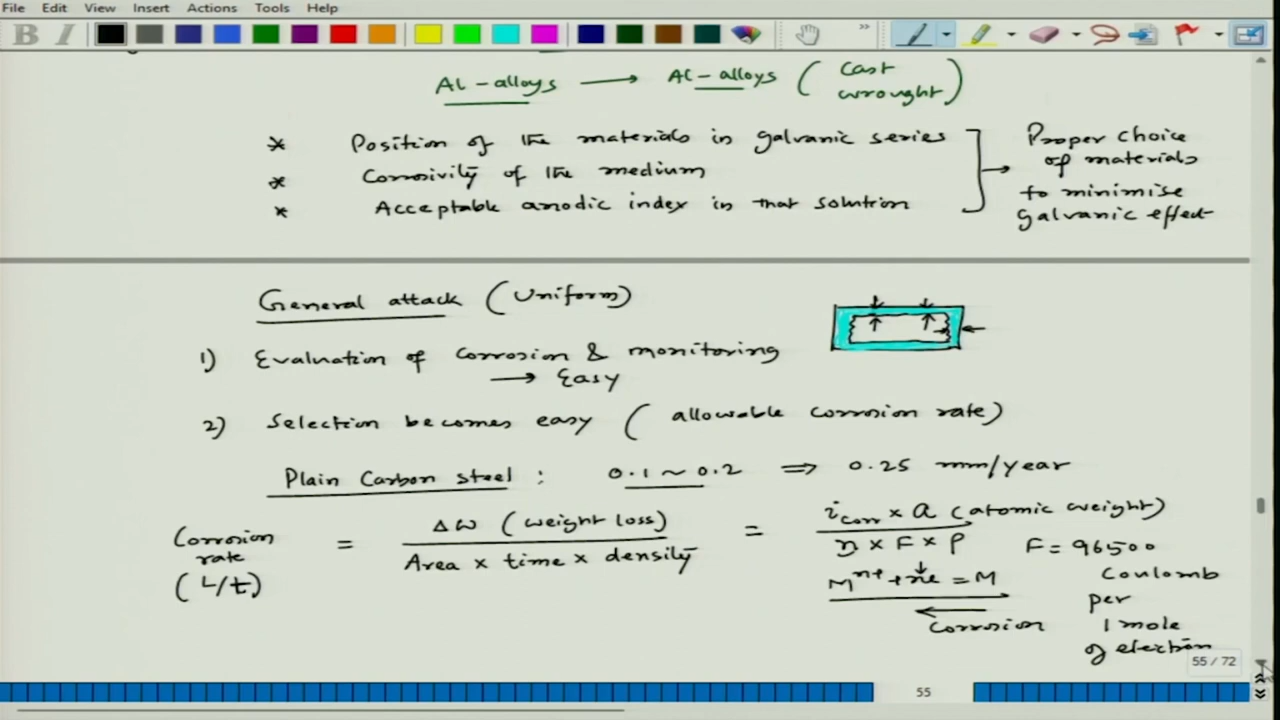 File Edit View Insert Actions Tools Help
B I
Al-alloys → Al-alloys ( Cast
wrought )
* Position of the materials in galvanic series
* Corrosivity of the medium
* Acceptable anodic index in that solution
→ Proper choice
of materials
to minimise
galvanic effect
General attack (Uniform)
1) Evaluation of corrosion & monitoring
→ Easy
2) Selection becomes easy ( allowable corrosion rate)
Plain Carbon steel : 0.1 ~ 0.2 ⇒ 0.25 mm/year
Corrosion
rate
(L/t)
= ΔW (weight loss)
Area × time × density
= i corr × a (atomic weight)
n × F × ρ
F = 96500
Coulomb
per
1 mole
of electron
Mⁿ⁺ + ne = M
←
Corrosion
55 / 72
55